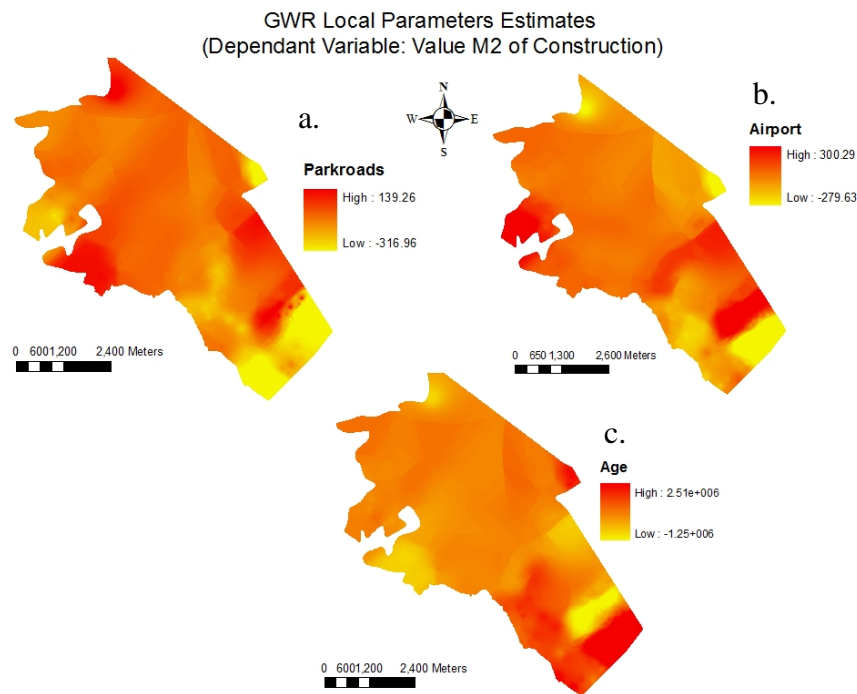 GWR Local Parameters Estimates
(Dependant Variable: Value M2 of Construction)
a.
N
W E
S
b.
Parkroads
High : 139.26
Low : -316.96
Airport
High : 300.29
Low : -279.63
0 6001,200 2,400 Meters
0 650 1,300 2,600 Meters
c.
Age
High : 2.51e+006
Low : -1.25+006
0 6001,200 2,400 Meters